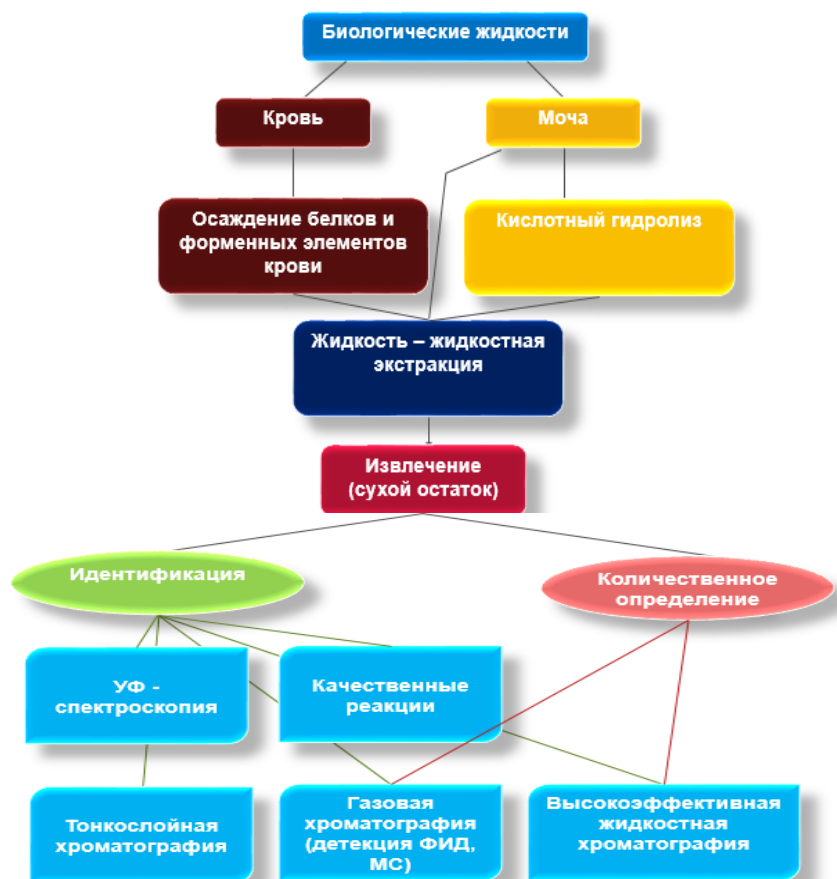 Биологические жидкости
Кровь
Моча
Осаждение белков и
форменных элементов
крови
Кислотный гидролиз
Жидкость – жидкостная
экстракция
Извлечение
(сухой остаток)
Идентификация
Количественное
определение
УФ -
спектроскопия
Качественные
реакции
Тонкослойная
хроматография
Газовая
хроматография
(детекция ФИД,
МС)
Высокоэффективная
жидкостная
хроматография